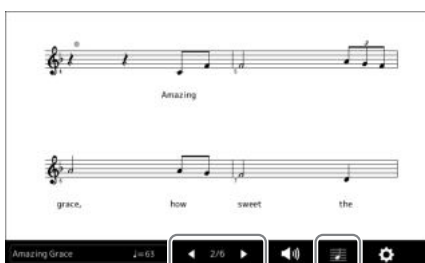 Amazing
grace, how sweet the
Amazing Grace ♩=63 2/6